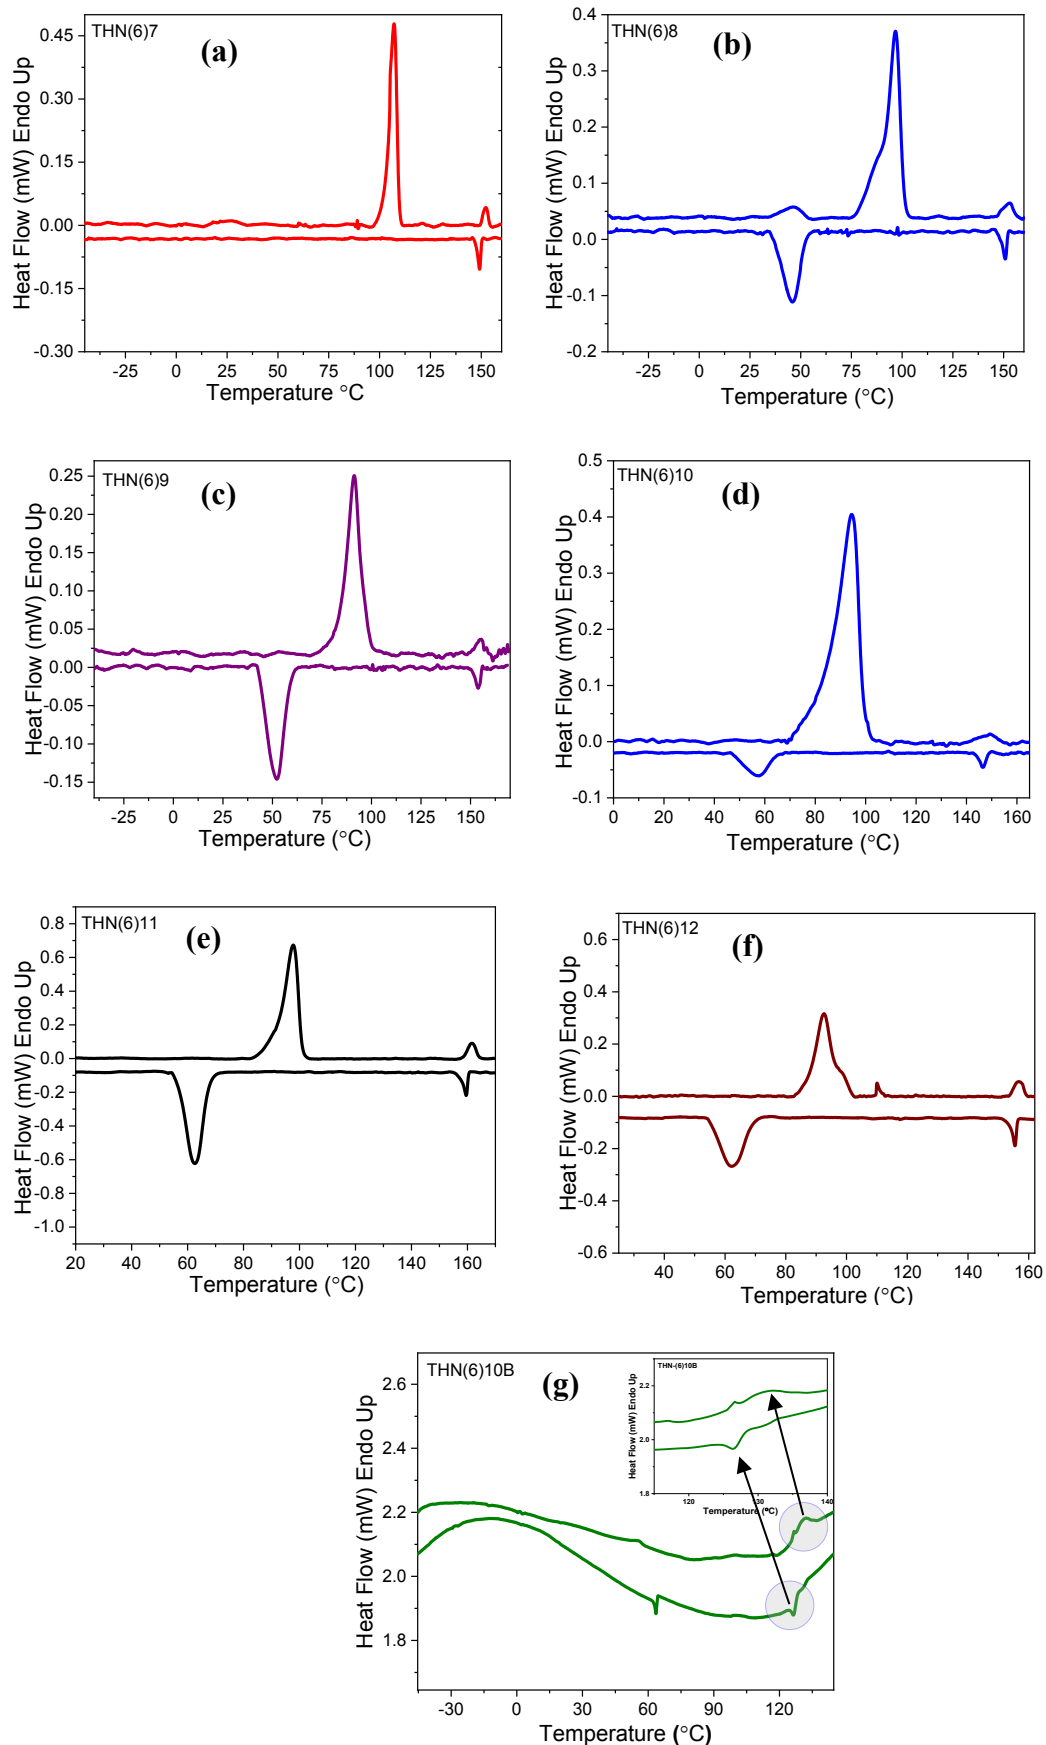 THN(6)7
(a)
Heat Flow (mW) Endo Up
0.45
0.30
0.15
0.00
-0.15
-0.30
-25 0 25 50 75 100 125 150
Temperature °C
THN(6)8
(b)
Heat Flow (mW) Endo Up
0.4
0.3
0.2
0.1
0.0
-0.1
-0.2
-25 0 25 50 75 100 125 150
Temperature (°C)
THN(6)9
(c)
Heat Flow (mW) Endo Up
0.25
0.20
0.15
0.10
0.05
0.00
-0.05
-0.10
-0.15
-25 0 25 50 75 100 125 150
Temperature (°C)
THN(6)10
(d)
Heat Flow (mW) Endo Up
0.5
0.4
0.3
0.2
0.1
0.0
-0.1
0 20 40 60 80 100 120 140 160
Temperature (°C)
THN(6)11
(e)
Heat Flow (mW) Endo Up
0.8
0.6
0.4
0.2
0.0
-0.2
-0.4
-0.6
-0.8
-1.0
20 40 60 80 100 120 140 160
Temperature (°C)
THN(6)12
(f)
Heat Flow (mW) Endo Up
0.6
0.4
0.2
0.0
-0.2
-0.4
-0.6
40 60 80 100 120 140 160
Temperature (°C)
THN(6)10B
(g)
Heat Flow (mW) Endo Up
2.6
2.4
2.2
2.0
1.8
-30 0 30 60 90 120
Temperature (°C)
THN-(6)10B
Heat Flow (mW) Endo Up
2.2
2.0
1.8
120 130 140
Temperature (°C)